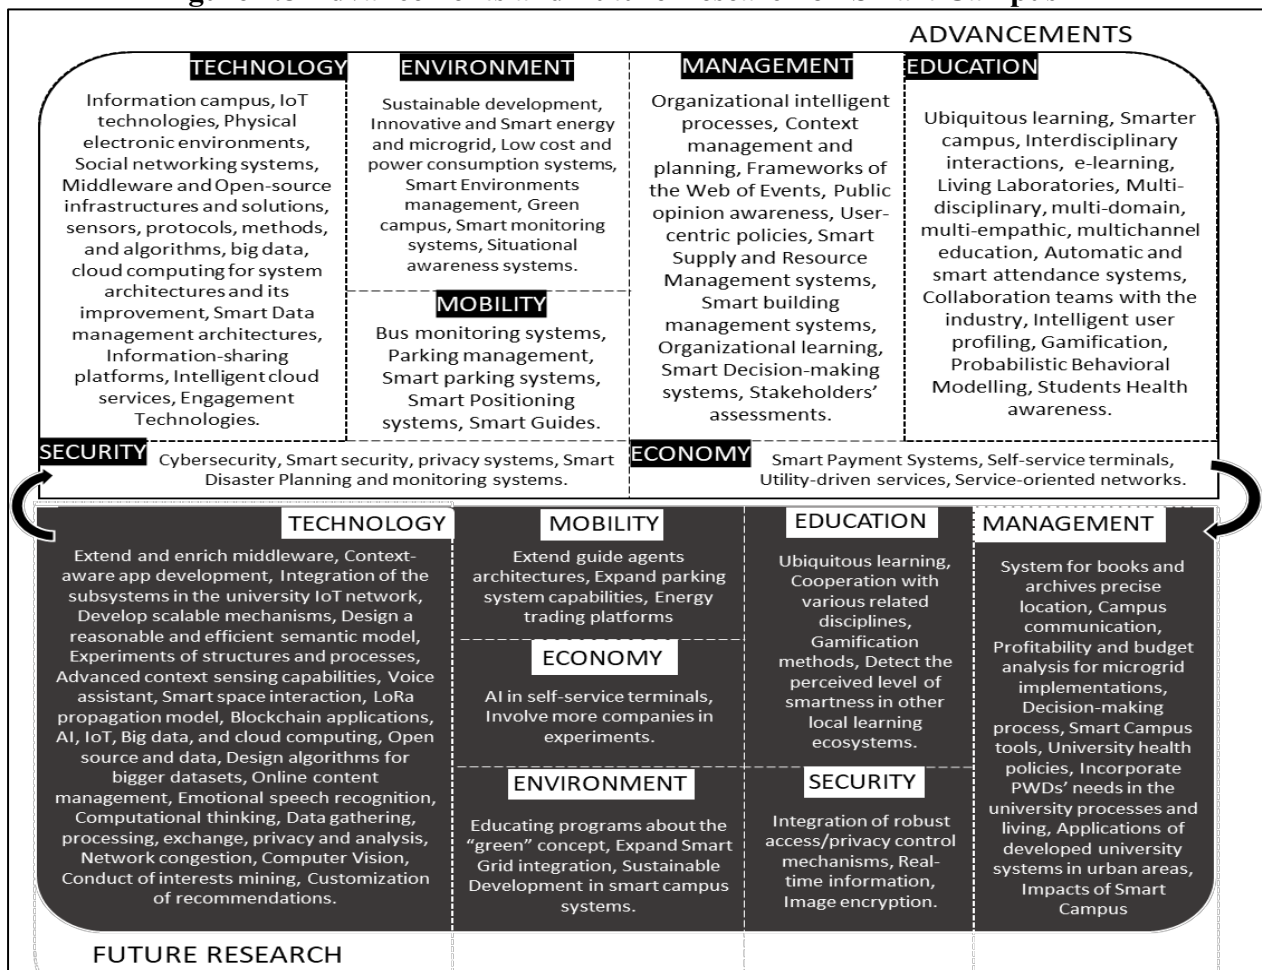 ADVANCEMENTS
TECHNOLOGY
Information campus, IoT
technologies, Physical
electronic environments,
Social networking systems,
Middleware and Open-source
infrastructures and solutions,
sensors, protocols, methods,
and algorithms, big data,
cloud computing for system
architectures and its
improvement, Smart Data
management architectures,
Information-sharing
platforms, Intelligent cloud
services, Engagement
Technologies.
ENVIRONMENT
Sustainable development,
Innovative and Smart energy
and microgrid, Low cost and
power consumption systems,
Smart Environments
management, Green
campus, Smart monitoring
systems, Situational
awareness systems.
MOBILITY
Bus monitoring systems,
Parking management,
Smart parking systems,
Smart Positioning
systems, Smart Guides.
MANAGEMENT
Organizational intelligent
processes, Context
management and
planning, Frameworks of
the Web of Events, Public
opinion awareness, User-
centric policies, Smart
Supply and Resource
Management systems,
Smart building
management systems,
Organizational learning,
Smart Decision-making
systems, Stakeholders’
assessments.
EDUCATION
Ubiquitous learning, Smarter
campus, Interdisciplinary
interactions, e-learning,
Living Laboratories, Multi-
disciplinary, multi-domain,
multi-empathic, multichannel
education, Automatic and
smart attendance systems,
Collaboration teams with the
industry, Intelligent user
profiling, Gamification,
Probabilistic Behavioral
Modelling, Students Health
awareness.
SECURITY
Cybersecurity, Smart security, privacy systems, Smart
Disaster Planning and monitoring systems.
ECONOMY
Smart Payment Systems, Self-service terminals,
Utility-driven services, Service-oriented networks.
TECHNOLOGY
Extend and enrich middleware, Context-
aware app development, Integration of the
subsystems in the university IoT network,
Develop scalable mechanisms, Design a
reasonable and efficient semantic model,
Experiments of structures and processes,
Advanced context sensing capabilities, Voice
assistant, Smart space interaction, LoRa
propagation model, Blockchain applications,
AI, IoT, Big data, and cloud computing, Open
source and data, Design algorithms for
bigger datasets, Online content
management, Emotional speech recognition,
Computational thinking, Data gathering,
processing, exchange, privacy and analysis,
Network congestion, Computer Vision,
Conduct of interests mining, Customization
of recommendations.
MOBILITY
Extend guide agents
architectures, Expand parking
system capabilities, Energy
trading platforms
ECONOMY
AI in self-service terminals,
Involve more companies in
experiments.
ENVIRONMENT
Educating programs about the
“green” concept, Expand Smart
Grid integration, Sustainable
Development in smart campus
systems.
EDUCATION
Ubiquitous learning,
Cooperation with
various related
disciplines,
Gamification
methods, Detect the
perceived level of
smartness in other
local learning
ecosystems.
SECURITY
Integration of robust
access/privacy control
mechanisms, Real-
time information,
Image encryption.
MANAGEMENT
System for books and
archives precise
location, Campus
communication,
Profitability and budget
analysis for microgrid
implementations,
Decision-making
process, Smart Campus
tools, University health
policies, Incorporate
PWDs’ needs in the
university processes and
living, Applications of
developed university
systems in urban areas,
Impacts of Smart
Campus
FUTURE RESEARCH